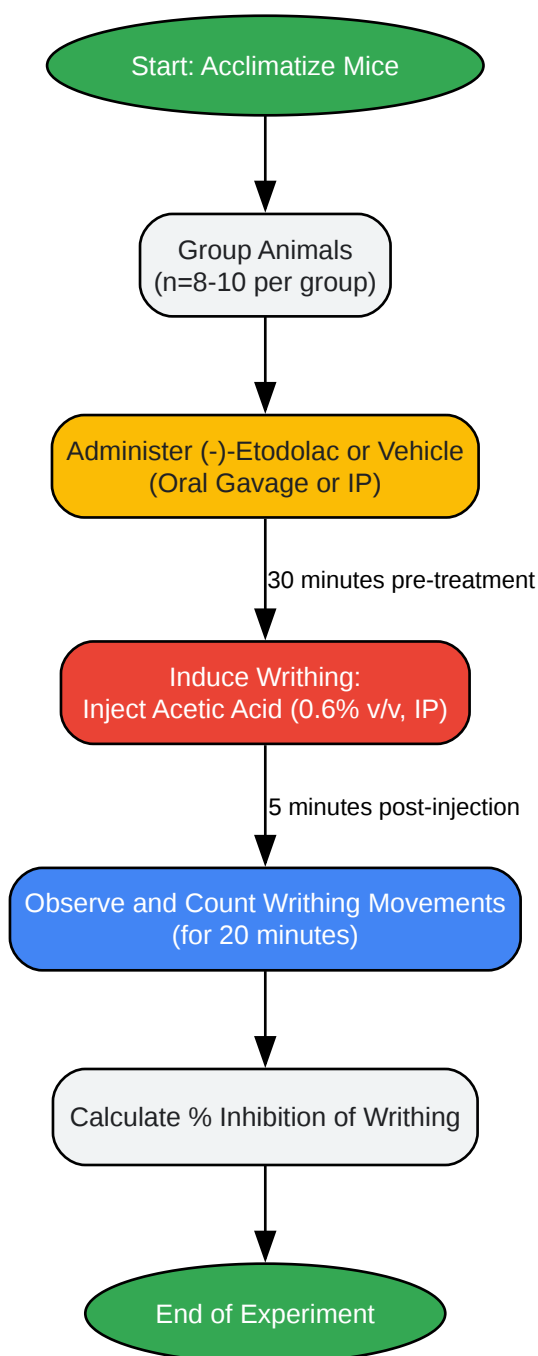 Start: Acclimatize Mice
Group Animals
(n=8-10 per group)
Administer (-)-Etodolac or Vehicle
(Oral Gavage or IP)
30 minutes pre-treatment
Induce Writhing:
Inject Acetic Acid (0.6% v/v, IP)
5 minutes post-injection
Observe and Count Writhing Movements
(for 20 minutes)
Calculate % Inhibition of Writhing
End of Experiment